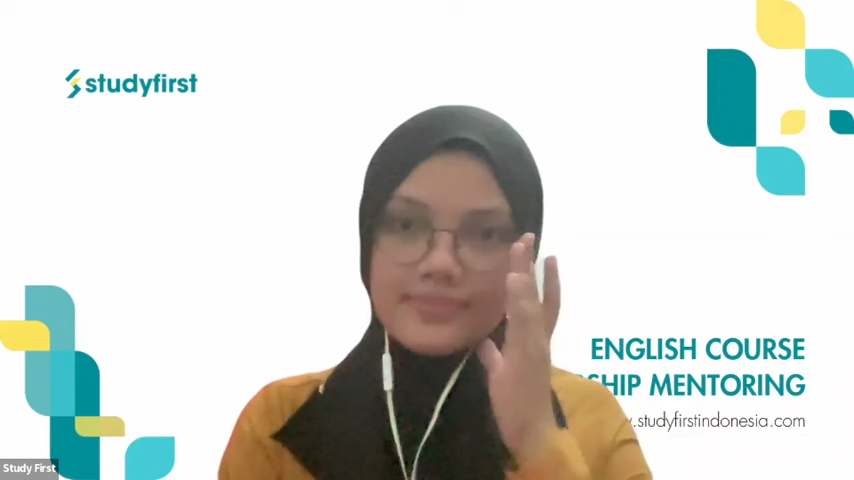 studyfirst
ENGLISH COURSE
SHIP MENTORING
.studyfirstindonesia.com
Study First